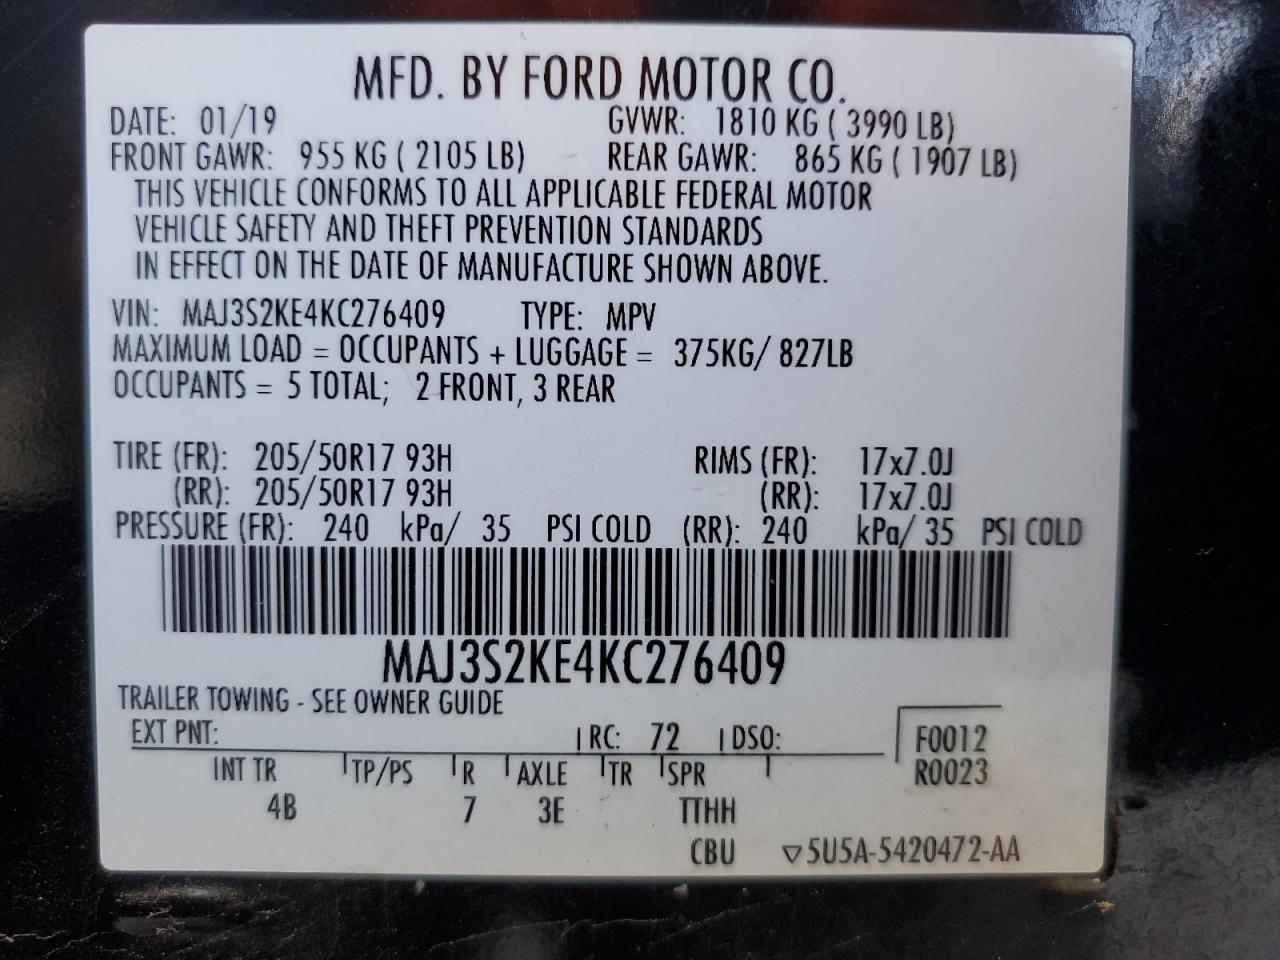 MFD. BY FORD MOTOR CO.
DATE: 01/19 GVWR: 1810 KG ( 3990 LB)
FRONT GAWR: 955 KG ( 2105 LB) REAR GAWR: 865 KG ( 1907 LB)
THIS VEHICLE CONFORMS TO ALL APPLICABLE FEDERAL MOTOR
VEHICLE SAFETY AND THEFT PREVENTION STANDARDS
IN EFFECT ON THE DATE OF MANUFACTURE SHOWN ABOVE.
VIN: MAJ3S2KE4KC276409 TYPE: MPV
MAXIMUM LOAD = OCCUPANTS + LUGGAGE = 375KG/ 827LB
OCCUPANTS = 5 TOTAL; 2 FRONT, 3 REAR
TIRE (FR): 205/50R17 93H RIMS (FR): 17x7.0J
(RR): 205/50R17 93H (RR): 17x7.0J
PRESSURE (FR): 240 kPa/ 35 PSI COLD (RR): 240 kPa/ 35 PSI COLD
MAJ3S2KE4KC276409
TRAILER TOWING - SEE OWNER GUIDE
EXT PNT: RC: 72 DSO: F0012
INT TR TP/PS R AXLE TR SPR R0023
4B 7 3E TTHH
CBU ▽5U5A-5420472-AA